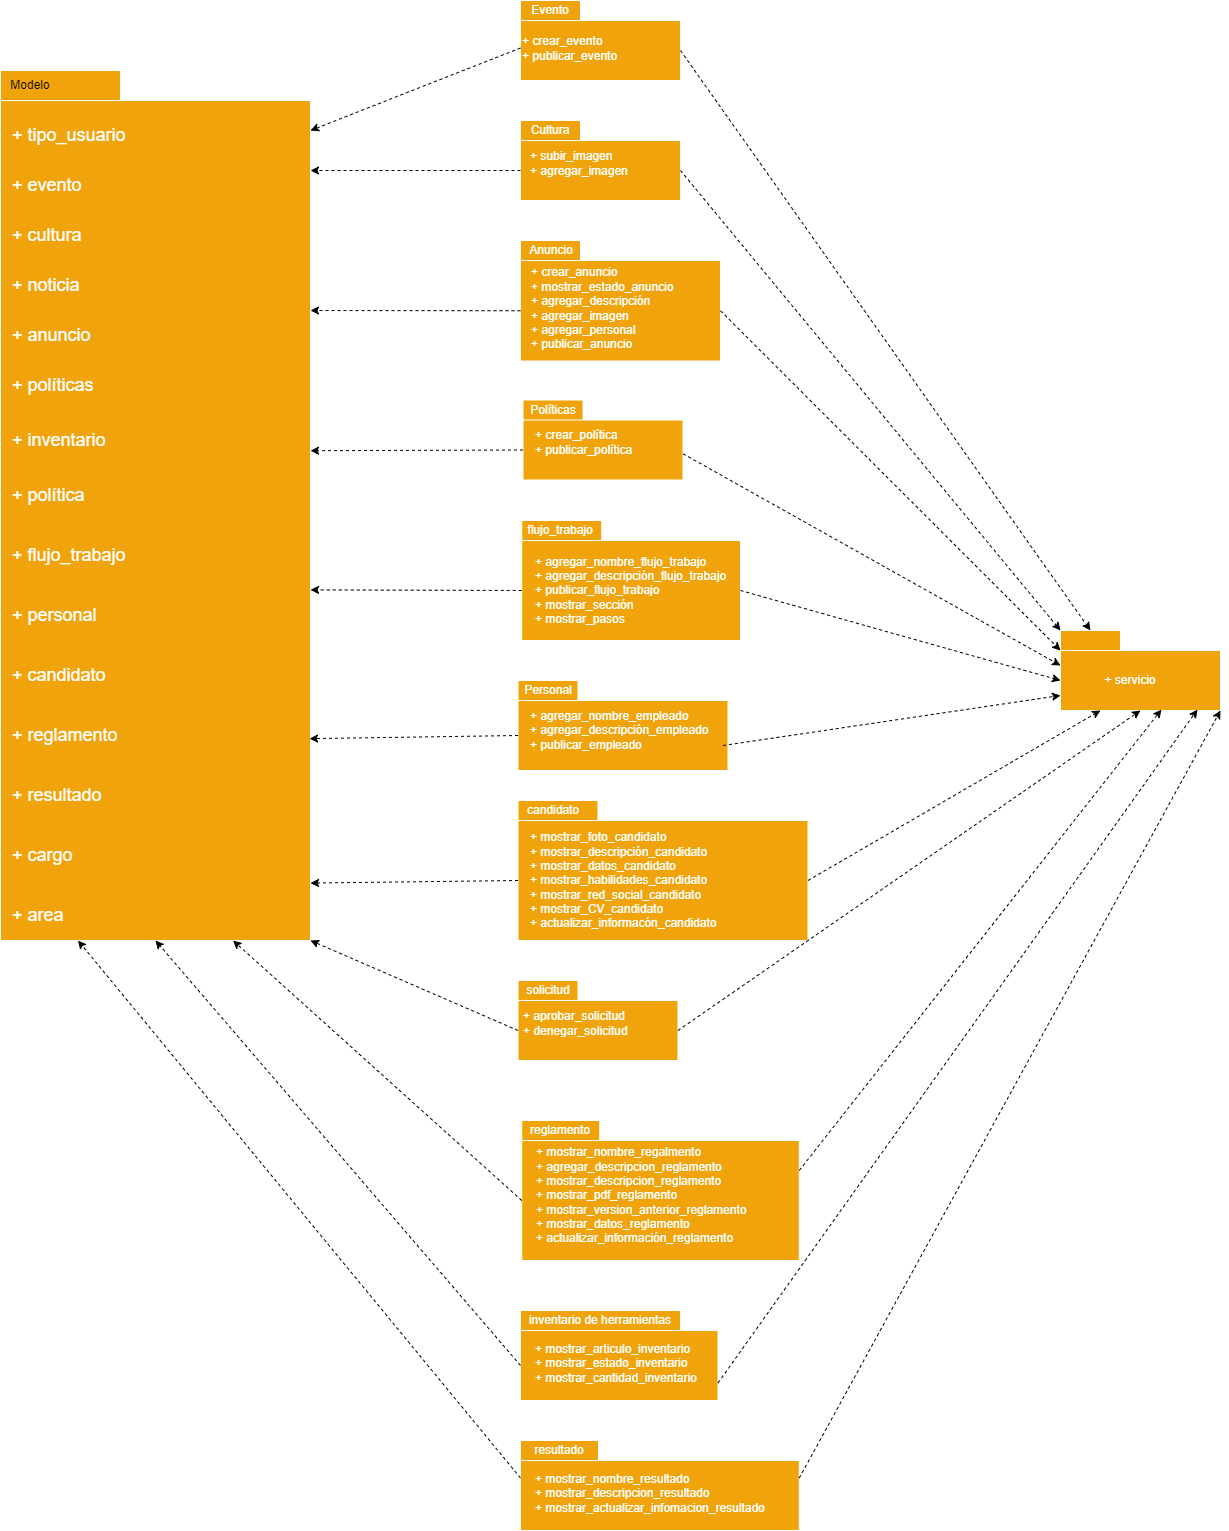 Modelo
+ tipo_usuario
+ evento
+ cultura
+ noticia
+ anuncio
+ políticas
+ inventario
+ política
+ flujo_trabajo
+ personal
+ candidato
+ reglamento
+ resultado
+ cargo
+ area
Evento
+ crear_evento
+ publicar_evento
Cultura
+ subir_imagen
+ agregar_imagen
Anuncio
+ crear_anuncio
+ mostrar_estado_anuncio
+ agregar_descripción
+ agregar_imagen
+ agregar_personal
+ publicar_anuncio
Políticas
+ crear_política
+ publicar_política
flujo_trabajo
+ agregar_nombre_flujo_trabajo
+ agregar_descripción_flujo_trabajo
+ publicar_flujo_trabajo
+ mostrar_sección
+ mostrar_pasos
Personal
+ agregar_nombre_empleado
+ agregar_descripción_empleado
+ publicar_empleado
candidato
+ mostrar_foto_candidato
+ mostrar_descripción_candidato
+ mostrar_datos_candidato
+ mostrar_habilidades_candidato
+ mostrar_red_social_candidato
+ mostrar_CV_candidato
+ actualizar_informacón_candidato
solicitud
+ aprobar_solicitud
+ denegar_solicitud
reglamento
+ mostrar_nombre_regalmento
+ agregar_descripcion_reglamento
+ mostrar_descripcion_reglamento
+ mostrar_pdf_reglamento
+ mostrar_version_anterior_reglamento
+ mostrar_datos_reglamento
+ actualizar_información_reglamento
inventario de herramientas
+ mostrar_articulo_inventario
+ mostrar_estado_inventario
+ mostrar_cantidad_inventario
resultado
+ mostrar_nombre_resultado
+ mostrar_descripcion_resultado
+ mostrar_actualizar_infomacion_resultado
+ servicio